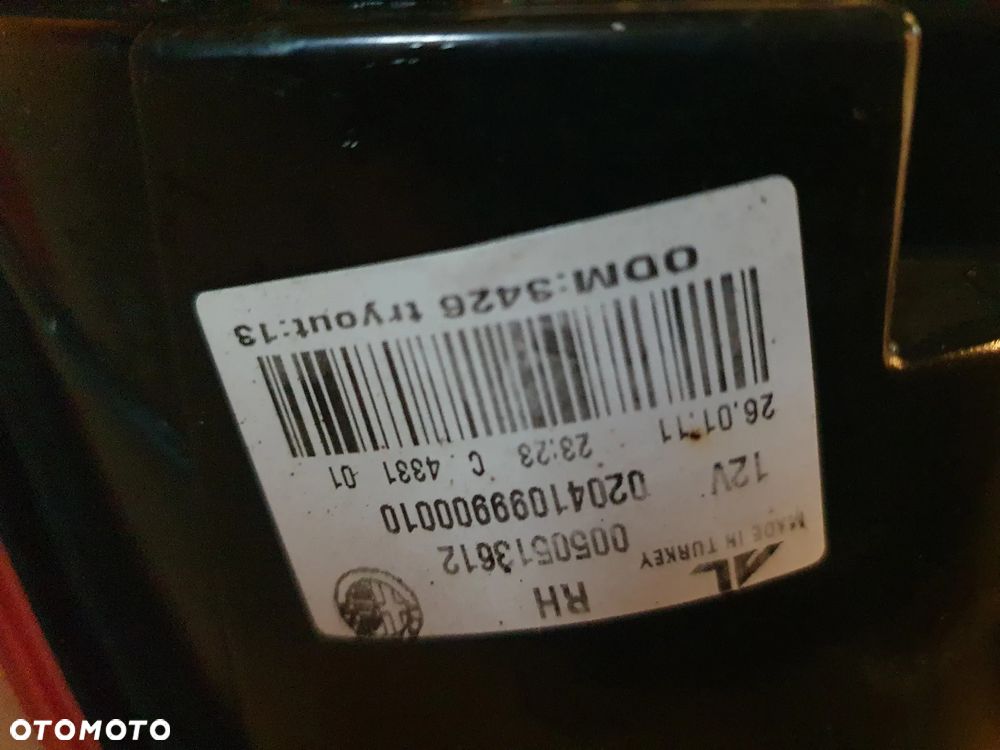 AL
MADE IN TURKEY
RH
0050513612
12V 02041099900010
26.01.11 23:23 C 4331 01
ODM:3426 tryout:13
OTOMOTO